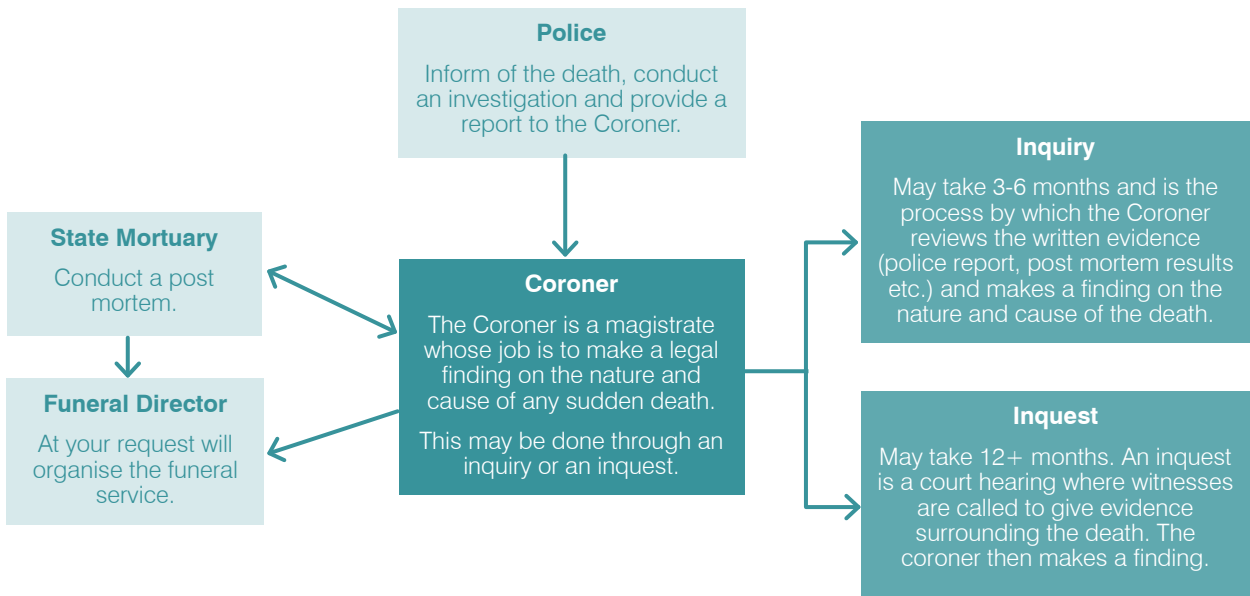 Police
Inform of the death, conduct
an investigation and provide a
report to the Coroner.
State Mortuary
Conduct a post
mortem.
Funeral Director
At your request will
organise the funeral
service.
Coroner
The Coroner is a magistrate
whose job is to make a legal
finding on the nature and
cause of any sudden death.
This may be done through an
inquiry or an inquest.
Inquiry
May take 3-6 months and is the
process by which the Coroner
reviews the written evidence
(police report, post mortem results
etc.) and makes a finding on the
nature and cause of the death.
Inquest
May take 12+ months. An inquest
is a court hearing where witnesses
are called to give evidence
surrounding the death. The
coroner then makes a finding.